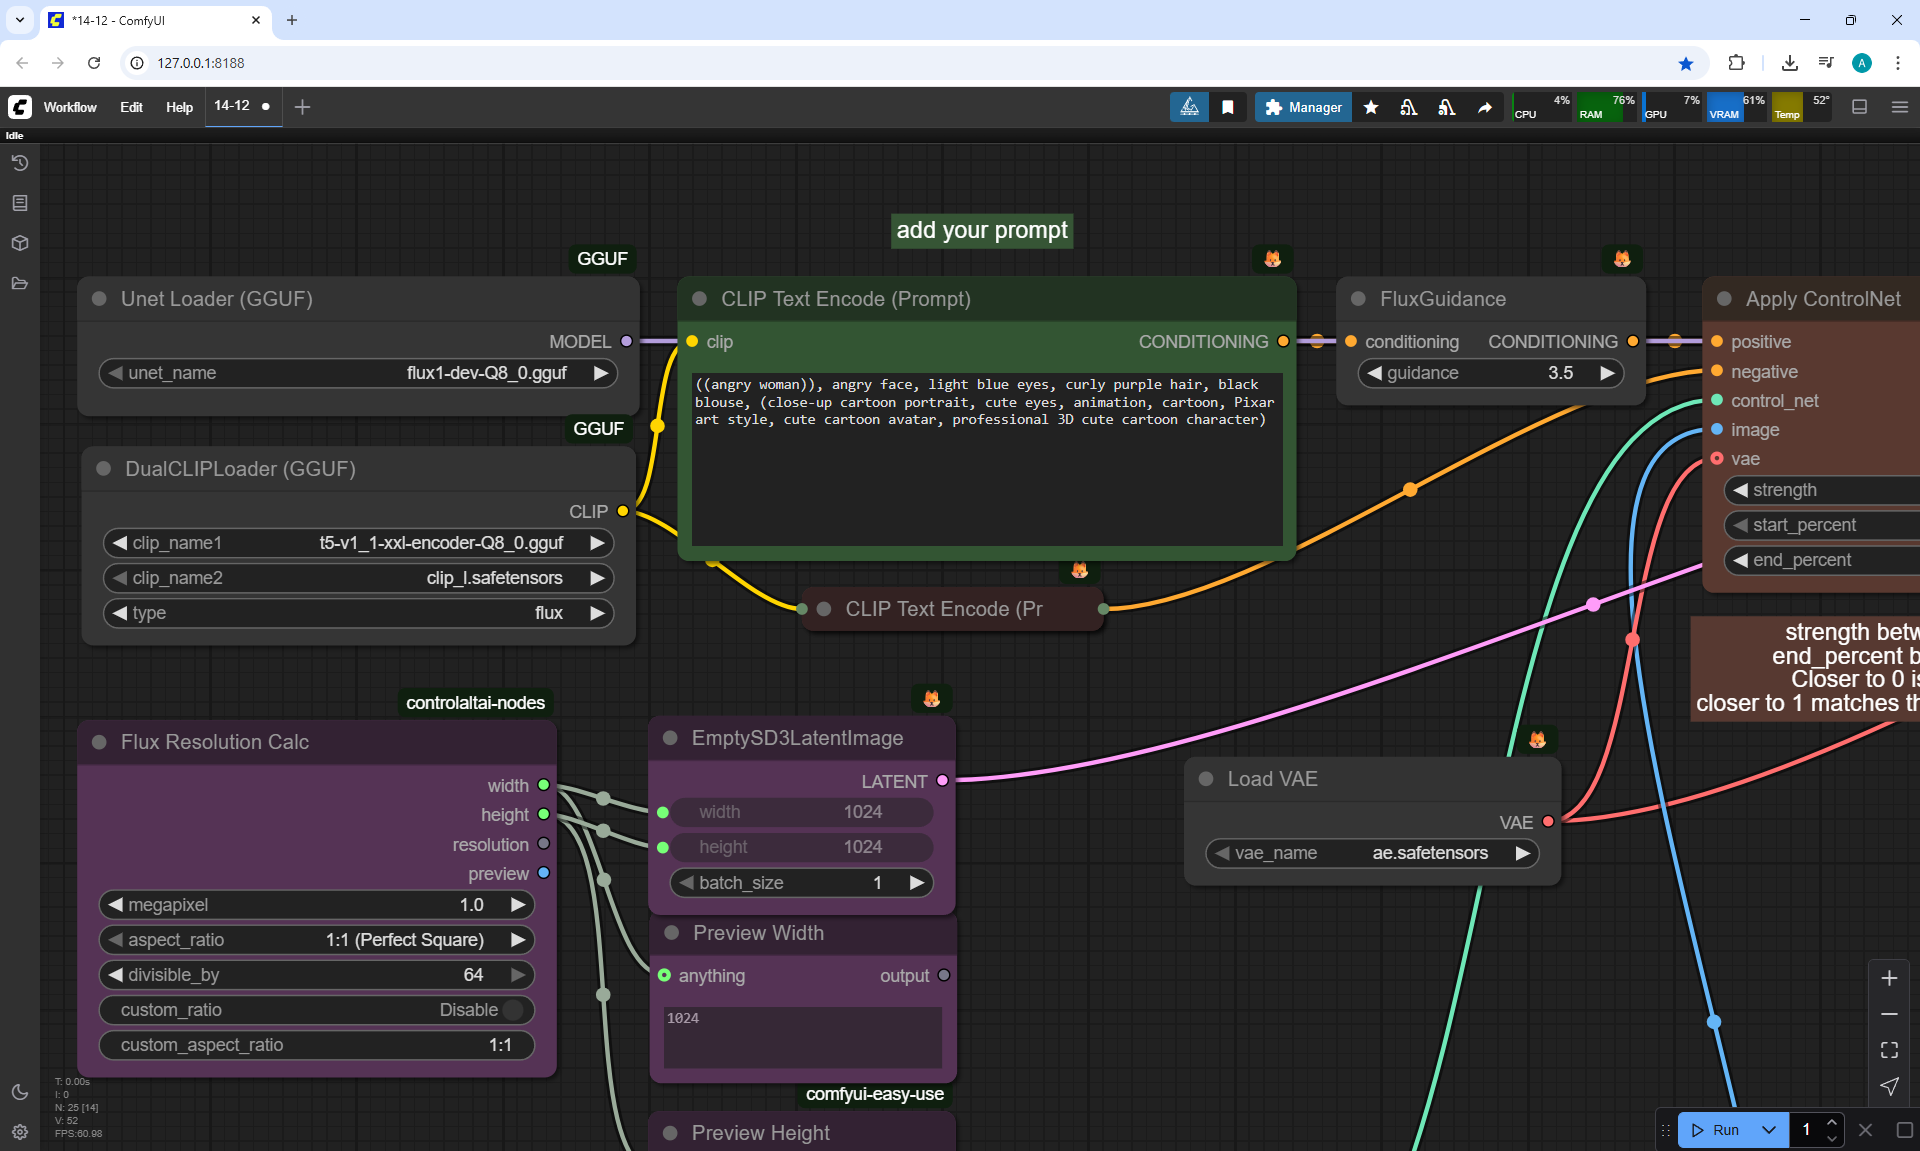 *14-12 - ComfyUI
127.0.0.1:8188
Workflow Edit Help 14-12
Manager
CPU 4% RAM 76% GPU 7% VRAM 61% Temp 52°
Idle
add your prompt
GGUF
Unet Loader (GGUF)
MODEL
unet_name flux1-dev-Q8_0.gguf
GGUF
DualCLIPLoader (GGUF)
CLIP
clip_name1 t5-v1_1-xxl-encoder-Q8_0.gguf
clip_name2 clip_l.safetensors
type flux
CLIP Text Encode (Prompt)
clip CONDITIONING
((angry woman)), angry face, light blue eyes, curly purple hair, black
blouse, (close-up cartoon portrait, cute eyes, animation, cartoon, Pixar
art style, cute cartoon avatar, professional 3D cute cartoon character)
CLIP Text Encode (Pr
FluxGuidance
conditioning CONDITIONING
guidance 3.5
Apply ControlNet
positive
negative
control_net
image
vae
strength
start_percent
end_percent
strength betw
end_percent b
Closer to 0 is
closer to 1 matches th
controlaltai-nodes
Flux Resolution Calc
width
height
resolution
preview
megapixel 1.0
aspect_ratio 1:1 (Perfect Square)
divisible_by 64
custom_ratio Disable
custom_aspect_ratio 1:1
EmptySD3LatentImage
LATENT
width 1024
height 1024
batch_size 1
Preview Width
anything output
1024
comfyui-easy-use
Preview Height
Load VAE
VAE
vae_name ae.safetensors
T: 0.00s
I: 0
N: 25 [14]
V: 52
FPS:60.98
Run 1
A